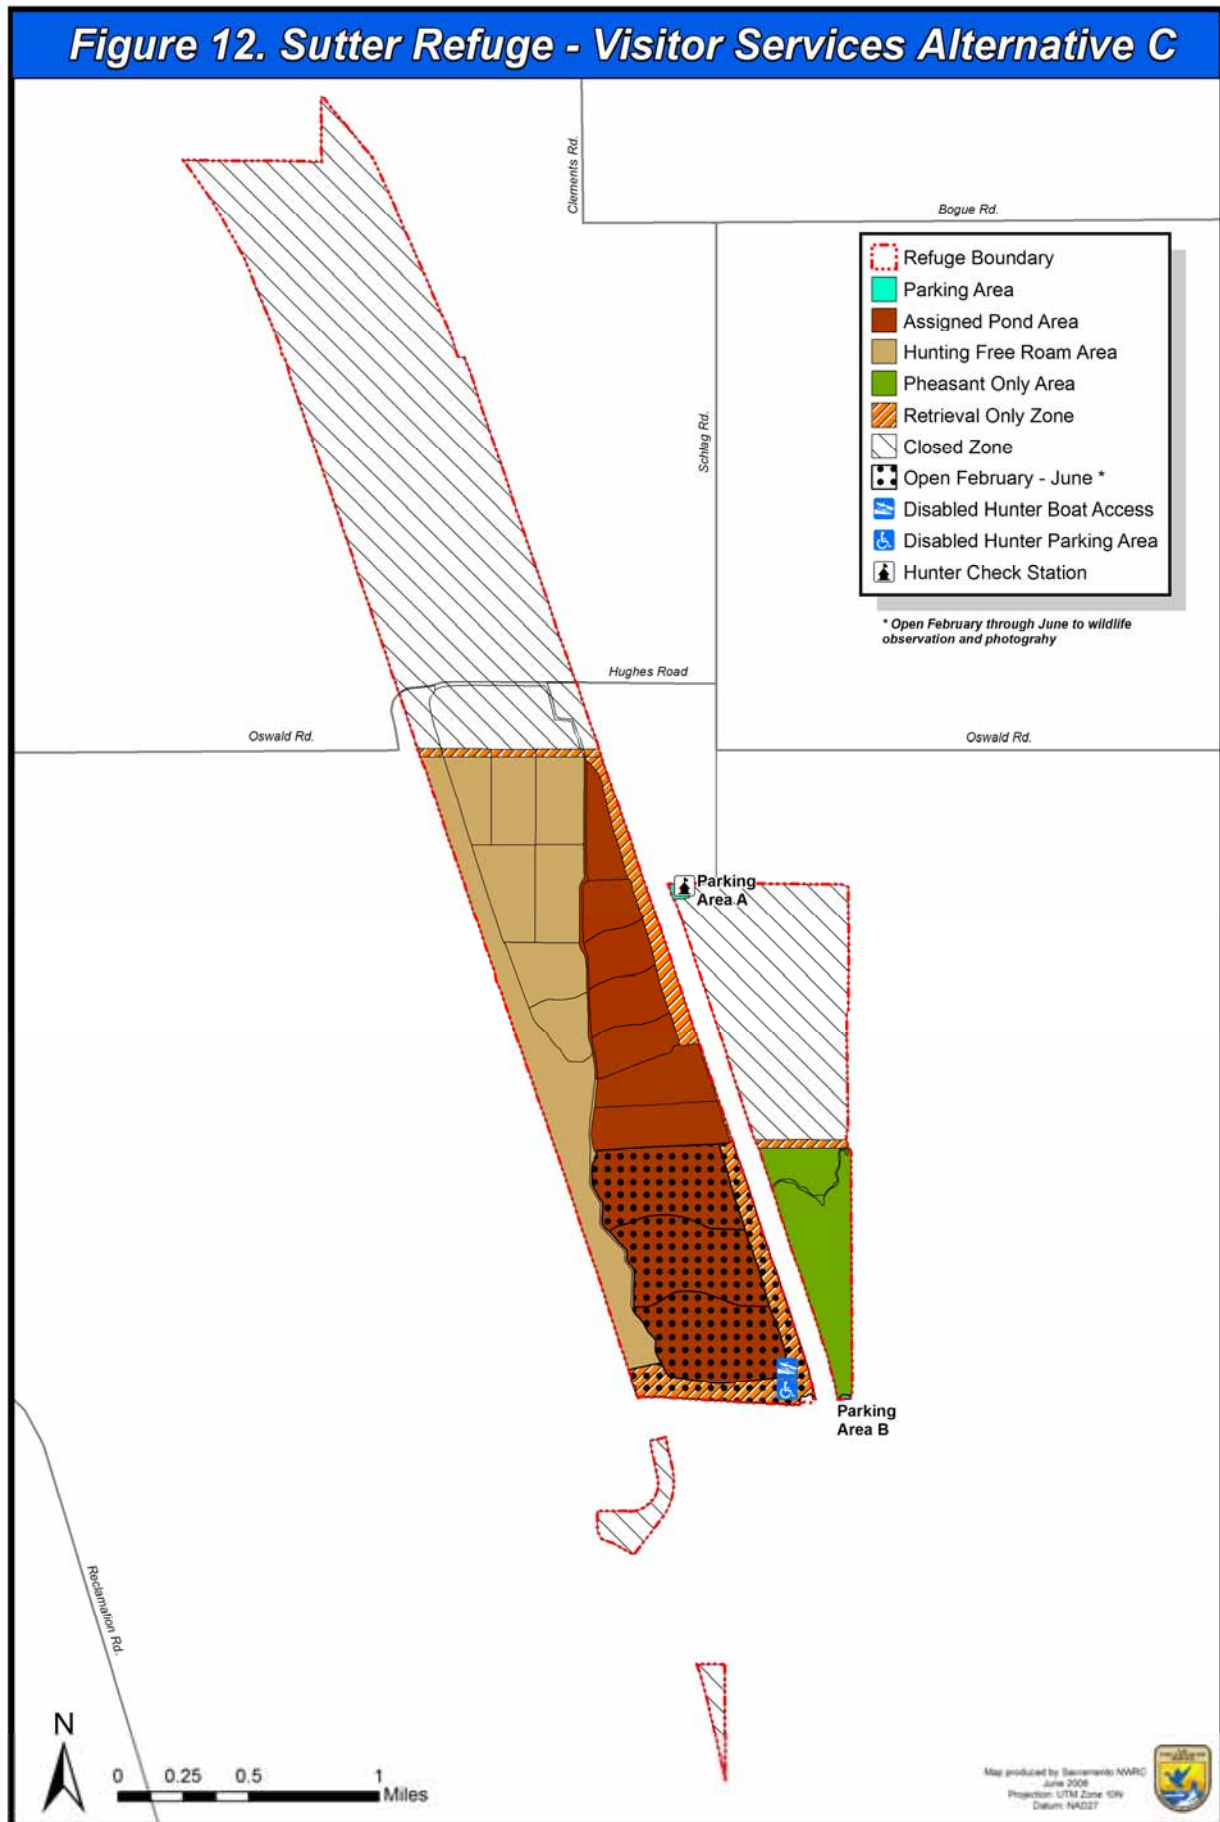 Figure 12. Sutter Refuge - Visitor Services Alternative C
Clements Rd.
Bogue Rd.
Refuge Boundary
Parking Area
Assigned Pond Area
Hunting Free Roam Area
Pheasant Only Area
Retrieval Only Zone
Closed Zone
Open February - June *
Disabled Hunter Boat Access
Disabled Hunter Parking Area
Hunter Check Station
* Open February through June to wildlife
observation and photograhy
Schlag Rd.
Hughes Road
Oswald Rd.
Oswald Rd.
Parking
Area A
Parking
Area B
Reclamation Rd.
N
0 0.25 0.5 1
Miles
Map produced by Sacramento NWRC
June 2008
Projection: UTM Zone 10N
Datum: NAD27